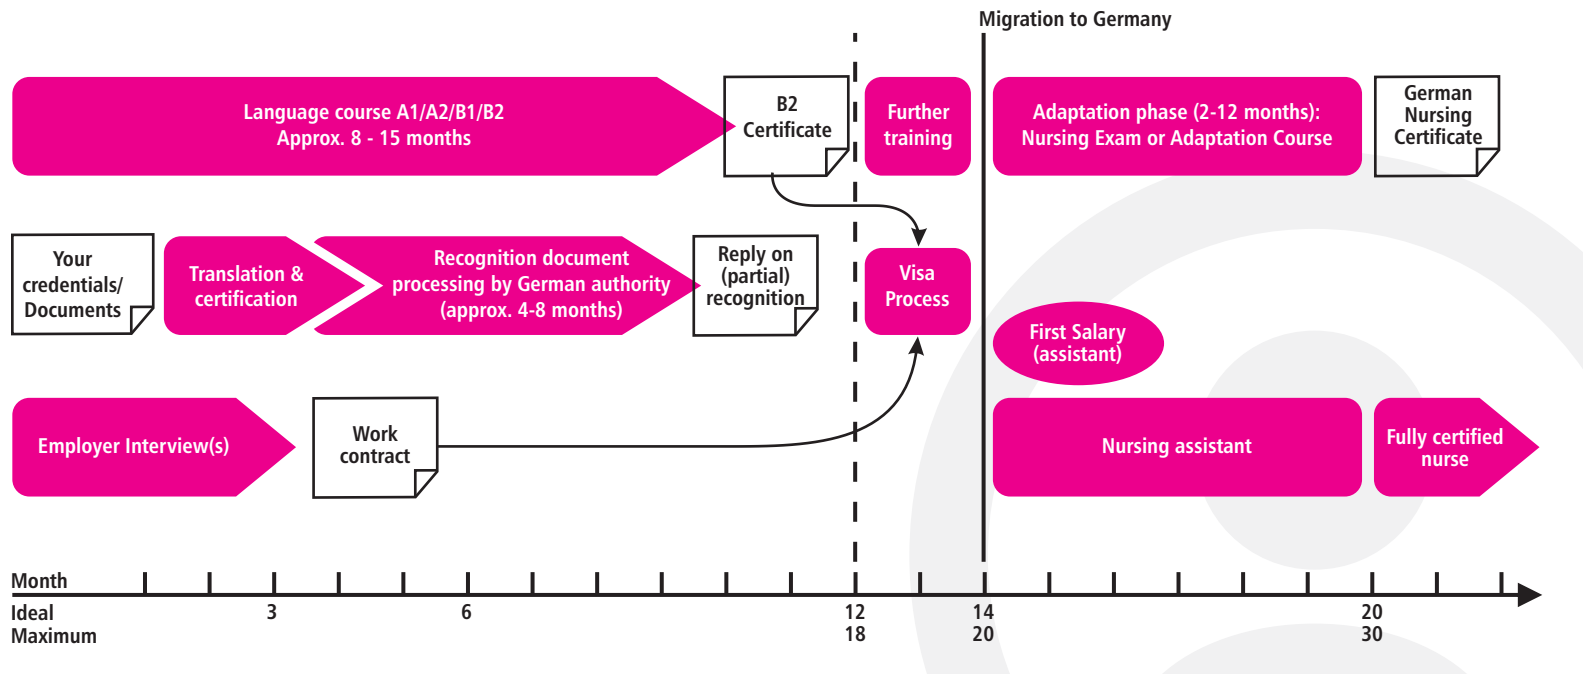 Migration to Germany
Language course A1/A2/B1/B2
Approx. 8 - 15 months
B2
Certificate
Further
training
Adaptation phase (2-12 months):
Nursing Exam or Adaptation Course
German
Nursing
Certificate
Your
credentials/
Documents
Translation &
certification
Recognition document
processing by German authority
(approx. 4-8 months)
Reply on
(partial)
recognition
Visa
Process
First Salary
(assistant)
Employer Interview(s)
Work
contract
Nursing assistant
Fully certified
nurse
Month
Ideal 3 6 12 14 20
Maximum 18 20 30